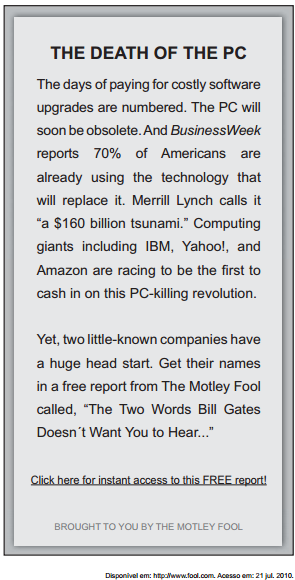 THE DEATH OF THE PC
The days of paying for costly software
upgrades are numbered. The PC will
soon be obsolete. And BusinessWeek
reports 70% of Americans are
already using the technology that
will replace it. Merrill Lynch calls it
“a $160 billion tsunami.” Computing
giants including IBM, Yahoo!, and
Amazon are racing to be the first to
cash in on this PC-killing revolution.
Yet, two little-known companies have
a huge head start. Get their names
in a free report from The Motley Fool
called, “The Two Words Bill Gates
Doesn´t Want You to Hear...”
Click here for instant access to this FREE report!
BROUGHT TO YOU BY THE MOTLEY FOOL
Disponível em: http://www.fool.com. Acesso em: 21 jul. 2010.